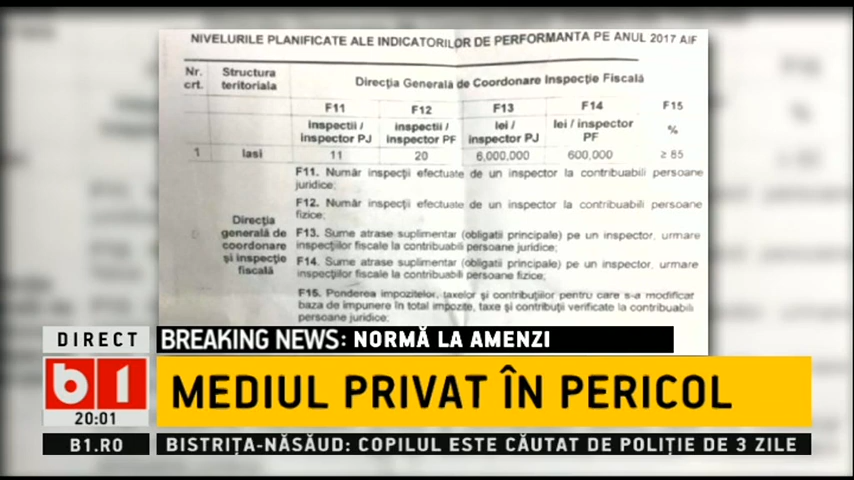 NIVELURILE PLANIFICATE ALE INDICATORILOR DE PERFORMANTA PE ANUL 2017 AJF
Nr. crt.
Structura teritoriala
Direcția Generală de Coordonare Inspecție Fiscală
F11 F12 F13 F14 F15
inspectii / inspector PJ
inspectii / inspector PF
lei / inspector PJ
lei / inspector PF
%
1 Iasi 11 20 6,000,000 600,000 ≥ 85
Direcția generală de coordonare și inspecție fiscală
F11. Număr inspecții efectuate de un inspector la contribuabili persoane
juridice;
F12. Număr inspecții efectuate de un inspector la contribuabili persoane
fizice;
F13. Sume atrase suplimentar (obligatii principale) pe un inspector, urmare
inspecțiilor fiscale la contribuabili persoane juridice;
F14. Sume atrase suplimentar (obligatii principale) pe un inspector, urmare
inspecțiilor fiscale la contribuabili persoane fizice;
F15. Ponderea impozitelor, taxelor și contribuțiilor pentru care s-a modificat
baza de impunere în total impozite, taxe și contribuții verificate la contribuabili
persoane juridice;
DIRECT
BREAKING NEWS: NORMĂ LA AMENZI
b1
20:01
MEDIUL PRIVAT ÎN PERICOL
B1.RO
BISTRIȚA-NĂSĂUD: COPILUL ESTE CĂUTAT DE POLIȚIE DE 3 ZILE